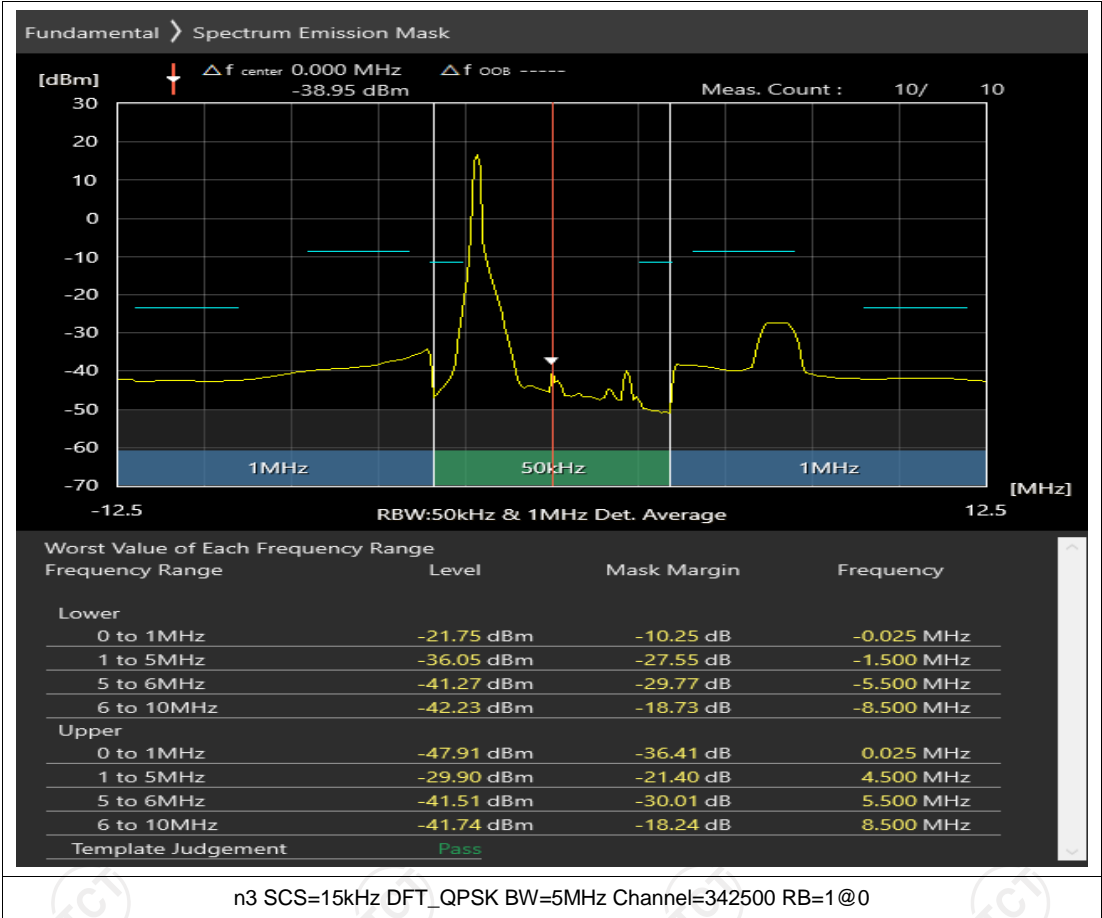 Fundamental ❯ Spectrum Emission Mask
[dBm] △f center 0.000 MHz △f OOB -----
-38.95 dBm Meas. Count : 10/ 10
30
20
10
0
-10
-20
-30
-40
-50
-60
-70
1MHz 50kHz 1MHz
[MHz]
-12.5 RBW:50kHz & 1MHz Det. Average 12.5
Worst Value of Each Frequency Range
Frequency Range Level Mask Margin Frequency
Lower
0 to 1MHz -21.75 dBm -10.25 dB -0.025 MHz
1 to 5MHz -36.05 dBm -27.55 dB -1.500 MHz
5 to 6MHz -41.27 dBm -29.77 dB -5.500 MHz
6 to 10MHz -42.23 dBm -18.73 dB -8.500 MHz
Upper
0 to 1MHz -47.91 dBm -36.41 dB 0.025 MHz
1 to 5MHz -29.90 dBm -21.40 dB 4.500 MHz
5 to 6MHz -41.51 dBm -30.01 dB 5.500 MHz
6 to 10MHz -41.74 dBm -18.24 dB 8.500 MHz
Template Judgement Pass
n3 SCS=15kHz DFT_QPSK BW=5MHz Channel=342500 RB=1@0
TCT
TCT
TCT